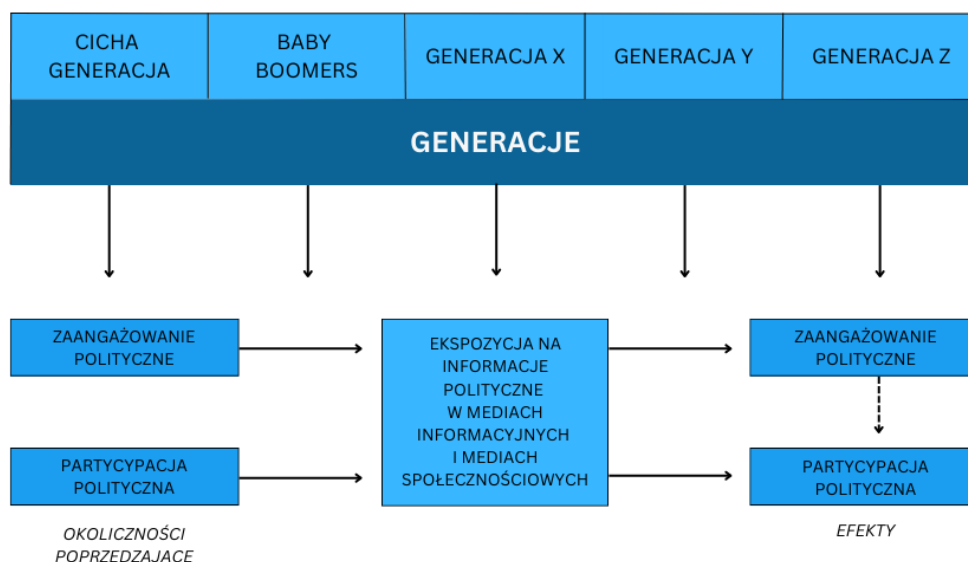 CICHA
GENERACJA
BABY
BOOMERS
GENERACJA X
GENERACJA Y
GENERACJA Z
GENERACJE
ZAANGAŻOWANIE
POLITYCZNE
EKSPOZYCJA NA
INFORMACJE
POLITYCZNE
W MEDIACH
INFORMACYJNYCH
I MEDIACH
SPOŁECZNOŚCIOWYCH
ZAANGAŻOWANIE
POLITYCZNE
PARTYCYPACJA
POLITYCZNA
PARTYCYPACJA
POLITYCZNA
OKOLICZNOŚCI
POPRZEDZAJACE
EFEKTY